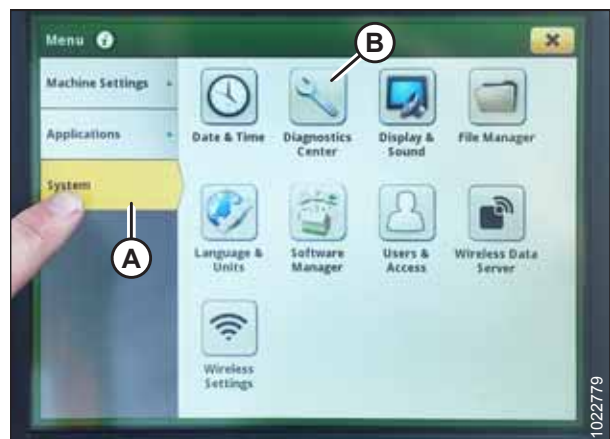 Menu
B
Machine Settings
Applications
System
A
Date & Time
Diagnostics
Center
Display &
Sound
File Manager
Language &
Units
Software
Manager
Users &
Access
Wireless Data
Server
Wireless
Settings
1022779